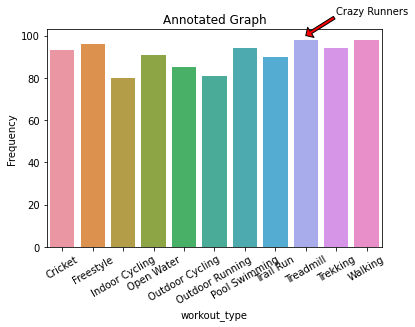 Crazy Runners
Annotated Graph
100
80
60
40
20
0
Frequency
Cricket
Freestyle
Indoor Cycling
Open Water
Outdoor Cycling
Outdoor Running
Pool Swimming
Trail Run
Treadmill
Trekking
Walking
workout_type